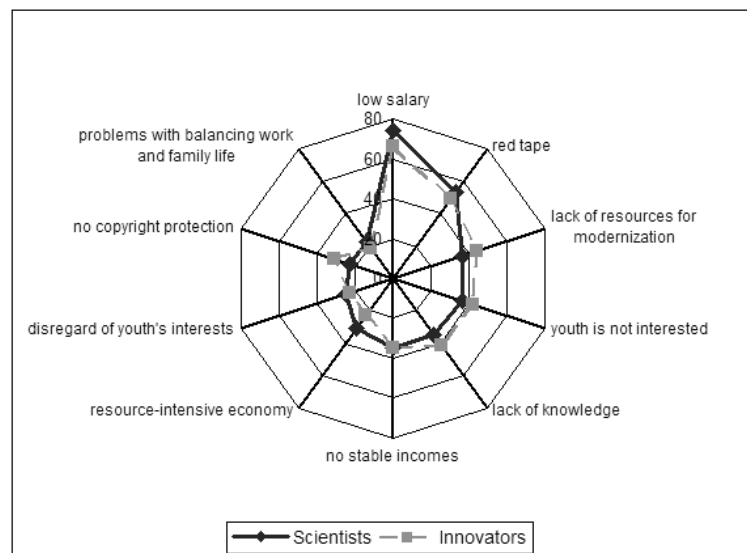 low salary
80
problems with balancing work
and family life
red tape
60
40
lack of resources for
modernization
no copyright protection
20
0
disregard of youth's interests
youth is not interested
resource-intensive economy
lack of knowledge
no stable incomes
Scientists
Innovators